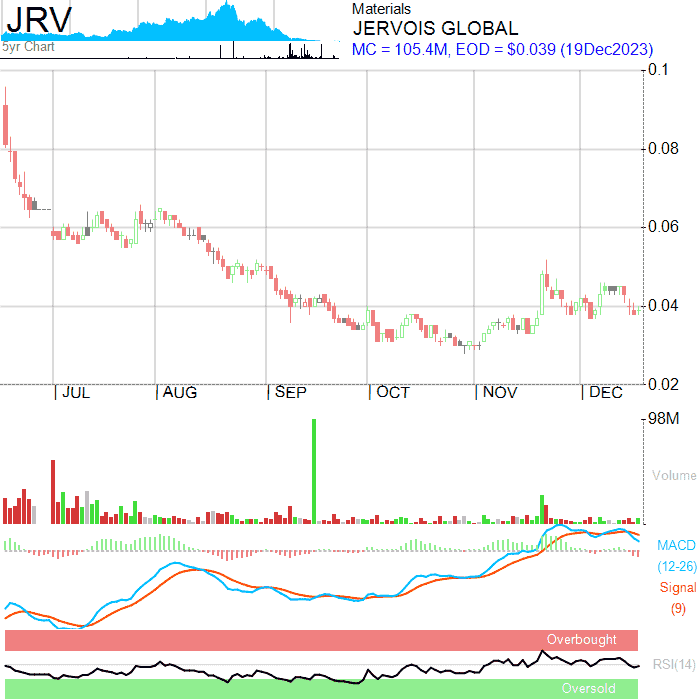 JRV
5yr Chart
Materials
JERVOIS GLOBAL
MC = 105.4M, EOD = $0.039 (19Dec2023)
0.1
0.08
0.06
0.04
0.02
JUL AUG SEP OCT NOV DEC
98M
Volume
MACD
(12-26)
Signal
(9)
Overbought
RSI(14)
Oversold